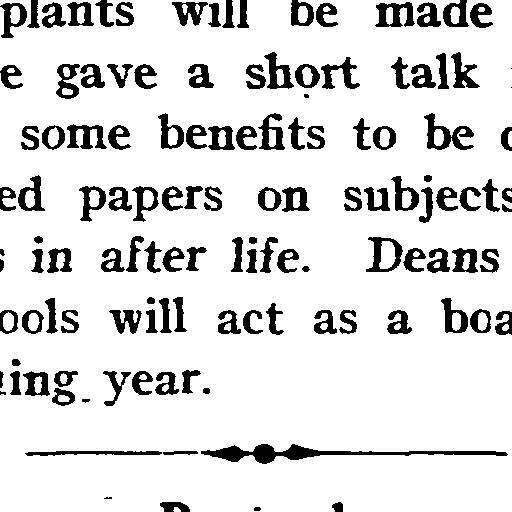 plants will be made
e gave a short talk
some benefits to be
ed papers on subjects
s in after life. Deans
ools will act as a boa
ing year.